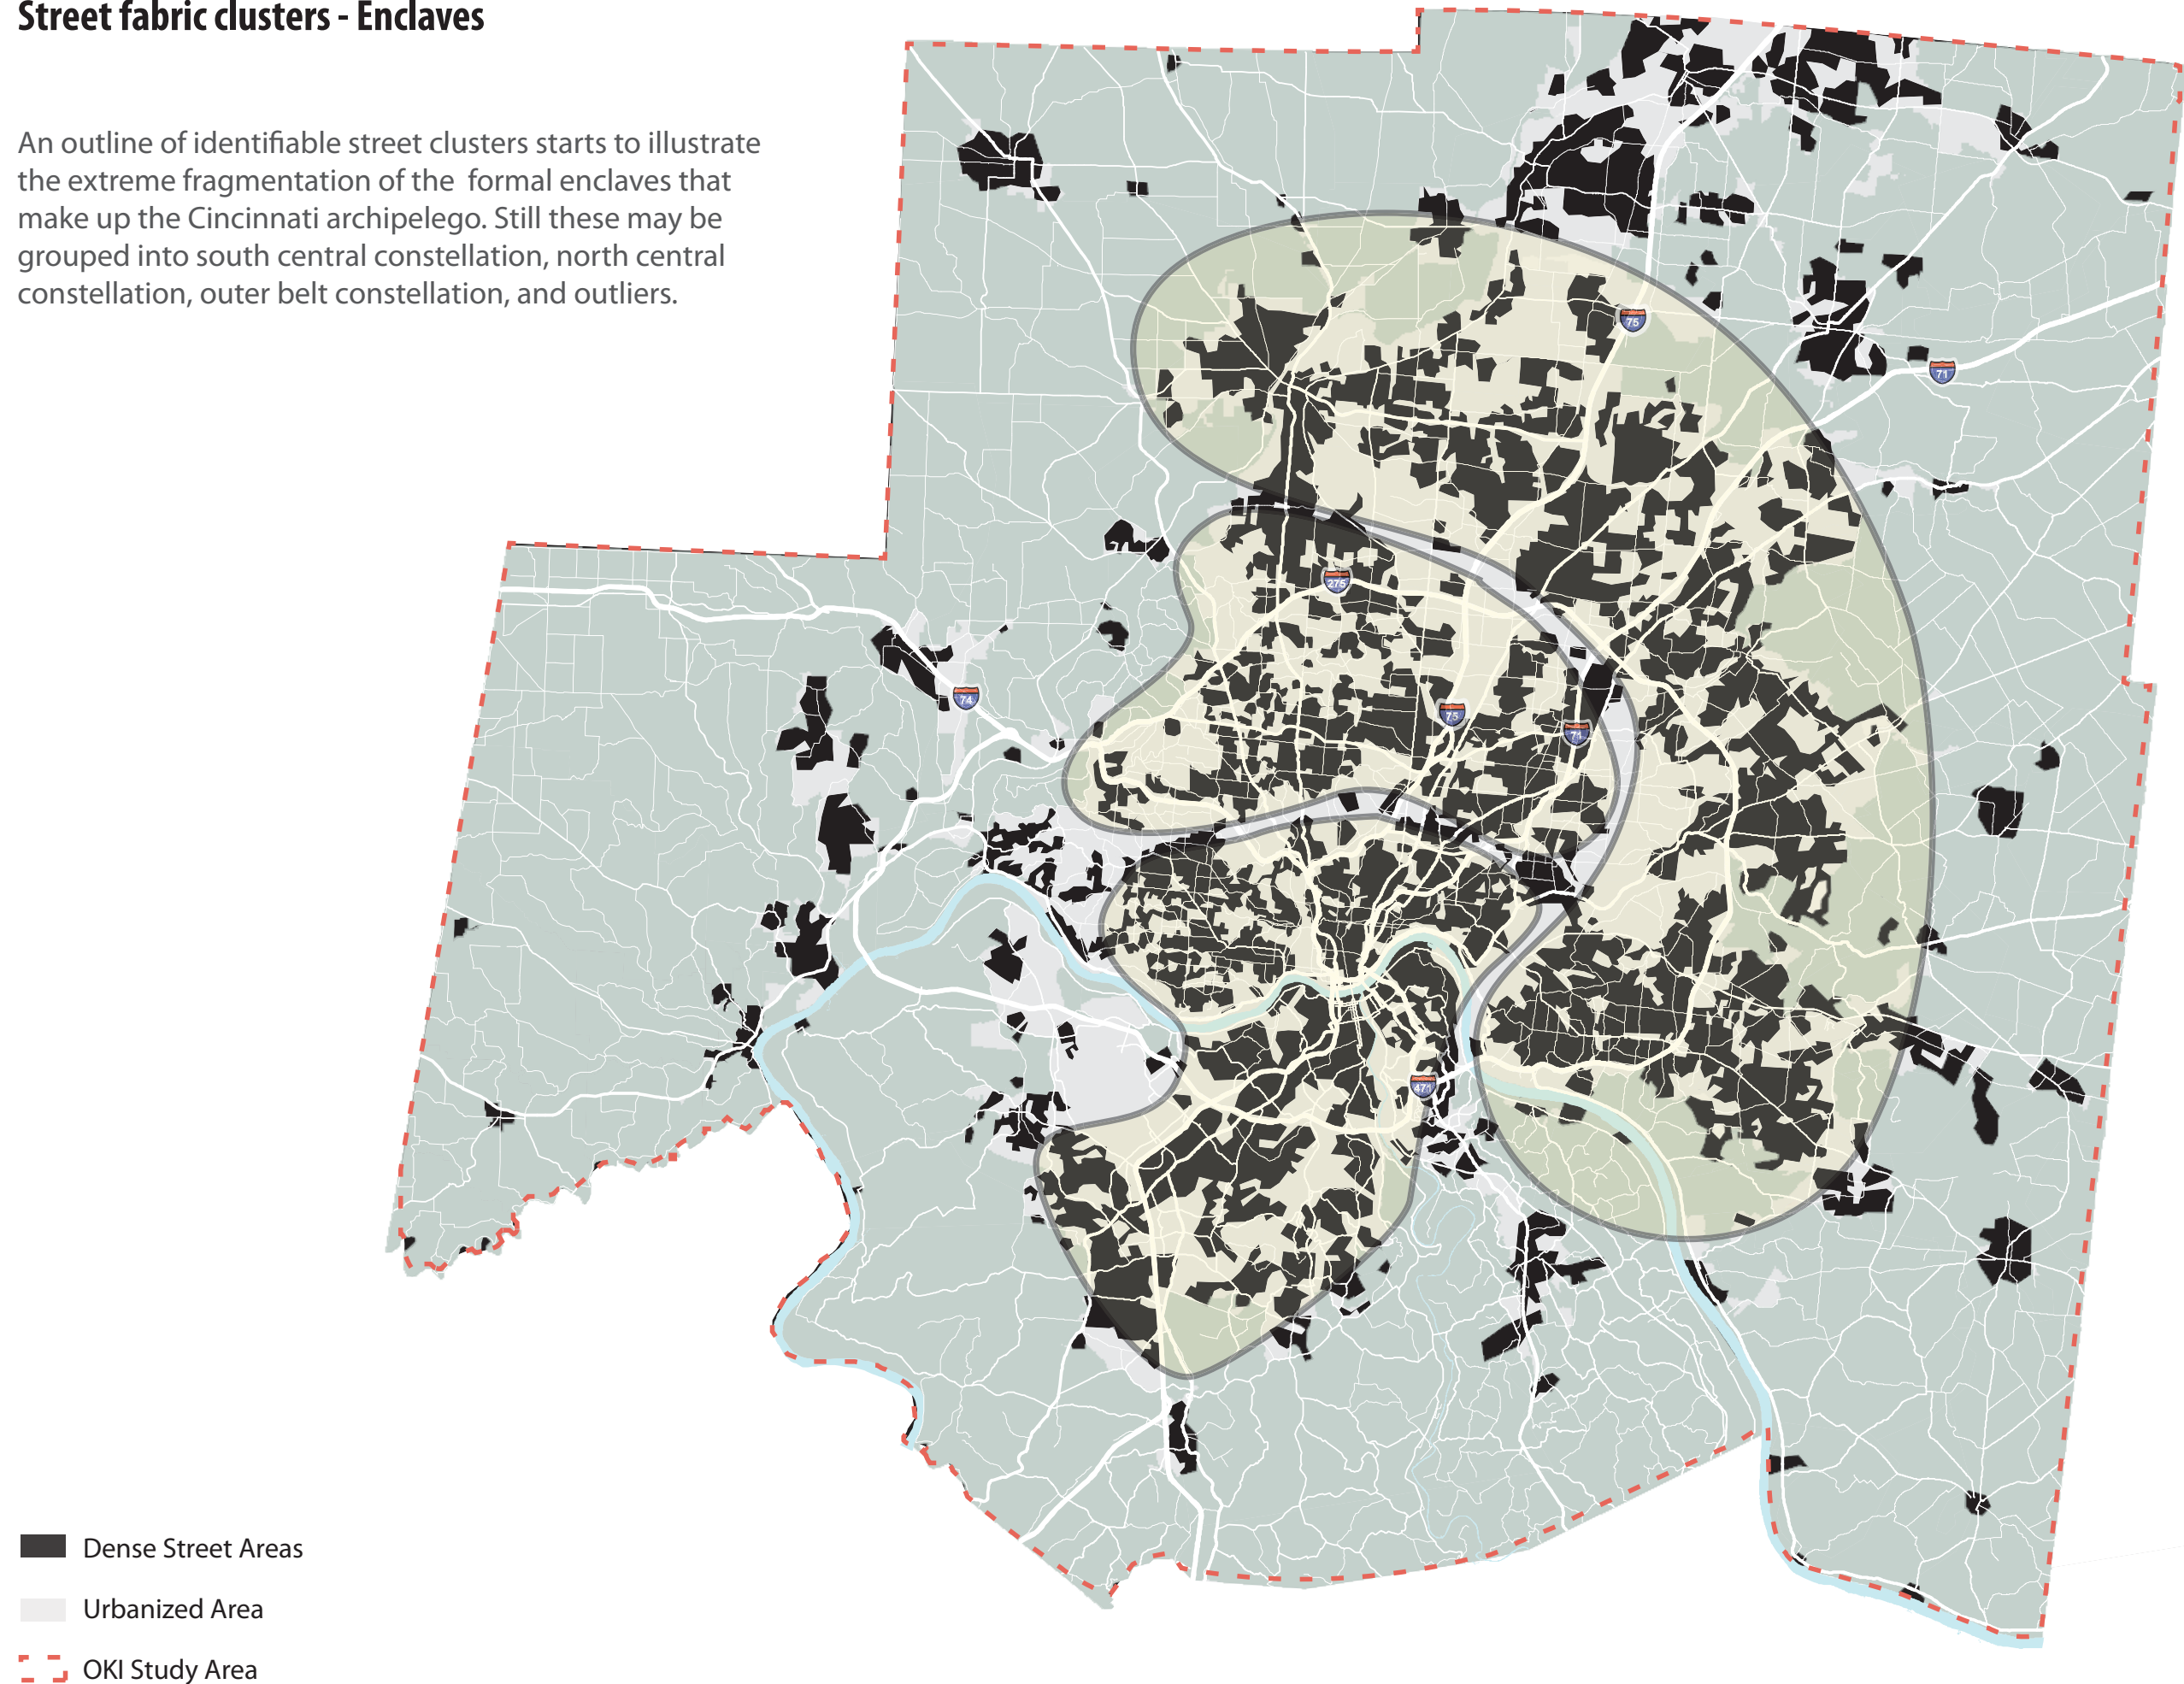 Street fabric clusters - Enclaves
An outline of identifiable street clusters starts to illustrate
the extreme fragmentation of the  formal enclaves that
make up the Cincinnati archipelego. Still these may be
grouped into south central constellation, north central
constellation, outer belt constellation, and outliers.
75
71
275
74
75
71
471
Dense Street Areas
Urbanized Area
OKI Study Area